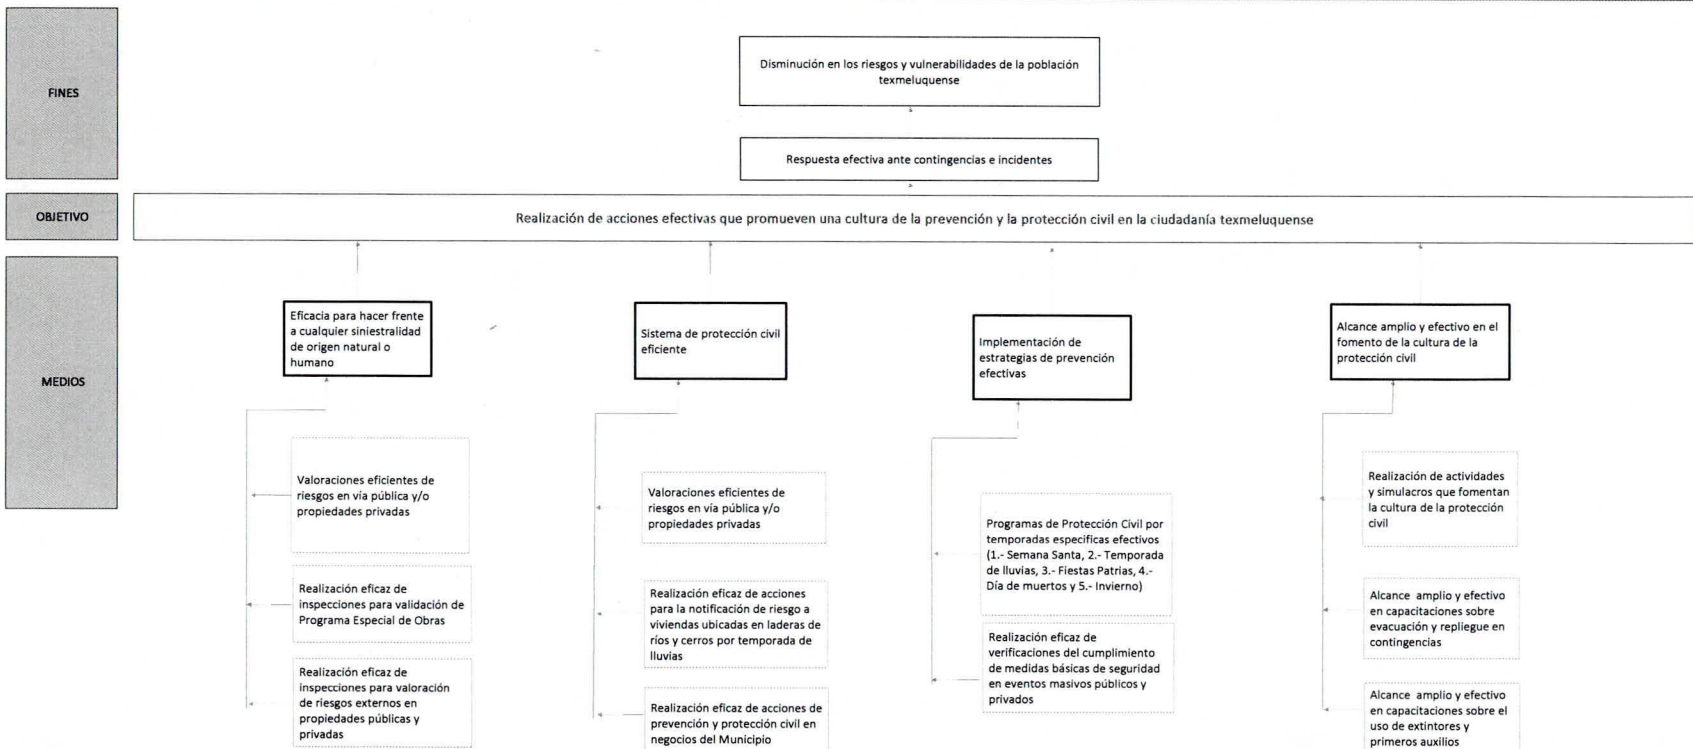 FINES
Disminución en los riesgos y vulnerabilidades de la población
texmeluquense
Respuesta efectiva ante contingencias e incidentes
OBJETIVO
Realización de acciones efectivas que promueven una cultura de la prevención y la protección civil en la ciudadanía texmeluquense
MEDIOS
Eficacia para hacer frente
a cualquier siniestralidad
de origen natural o
humano
Valoraciones eficientes de
riesgos en vía pública y/o
propiedades privadas
Realización eficaz de
inspecciones para validación de
Programa Especial de Obras
Realización eficaz de
inspecciones para valoración
de riesgos externos en
propiedades públicas y
privadas
Sistema de protección civil
eficiente
Valoraciones eficientes de
riesgos en vía pública y/o
propiedades privadas
Realización eficaz de acciones
para la notificación de riesgo a
viviendas ubicadas en laderas de
ríos y cerros por temporada de
lluvias
Realización eficaz de acciones de
prevención y protección civil en
negocios del Municipio
Implementación de
estrategias de prevención
efectivas
Programas de Protección Civil por
temporadas especificas efectivos
(1.- Semana Santa, 2.- Temporada
de lluvias, 3.- Fiestas Patrias, 4.-
Día de muertos y 5.- Invierno)
Realización eficaz de
verificaciones del cumplimiento
de medidas básicas de seguridad
en eventos masivos públicos y
privados
Alcance amplio y efectivo en el
fomento de la cultura de la
protección civil
Realización de actividades
y simulacros que fomentan
la cultura de la protección
civil
Alcance amplio y efectivo
en capacitaciones sobre
evacuación y repliegue en
contingencias
Alcance amplio y efectivo
en capacitaciones sobre el
uso de extintores y
primeros auxilios